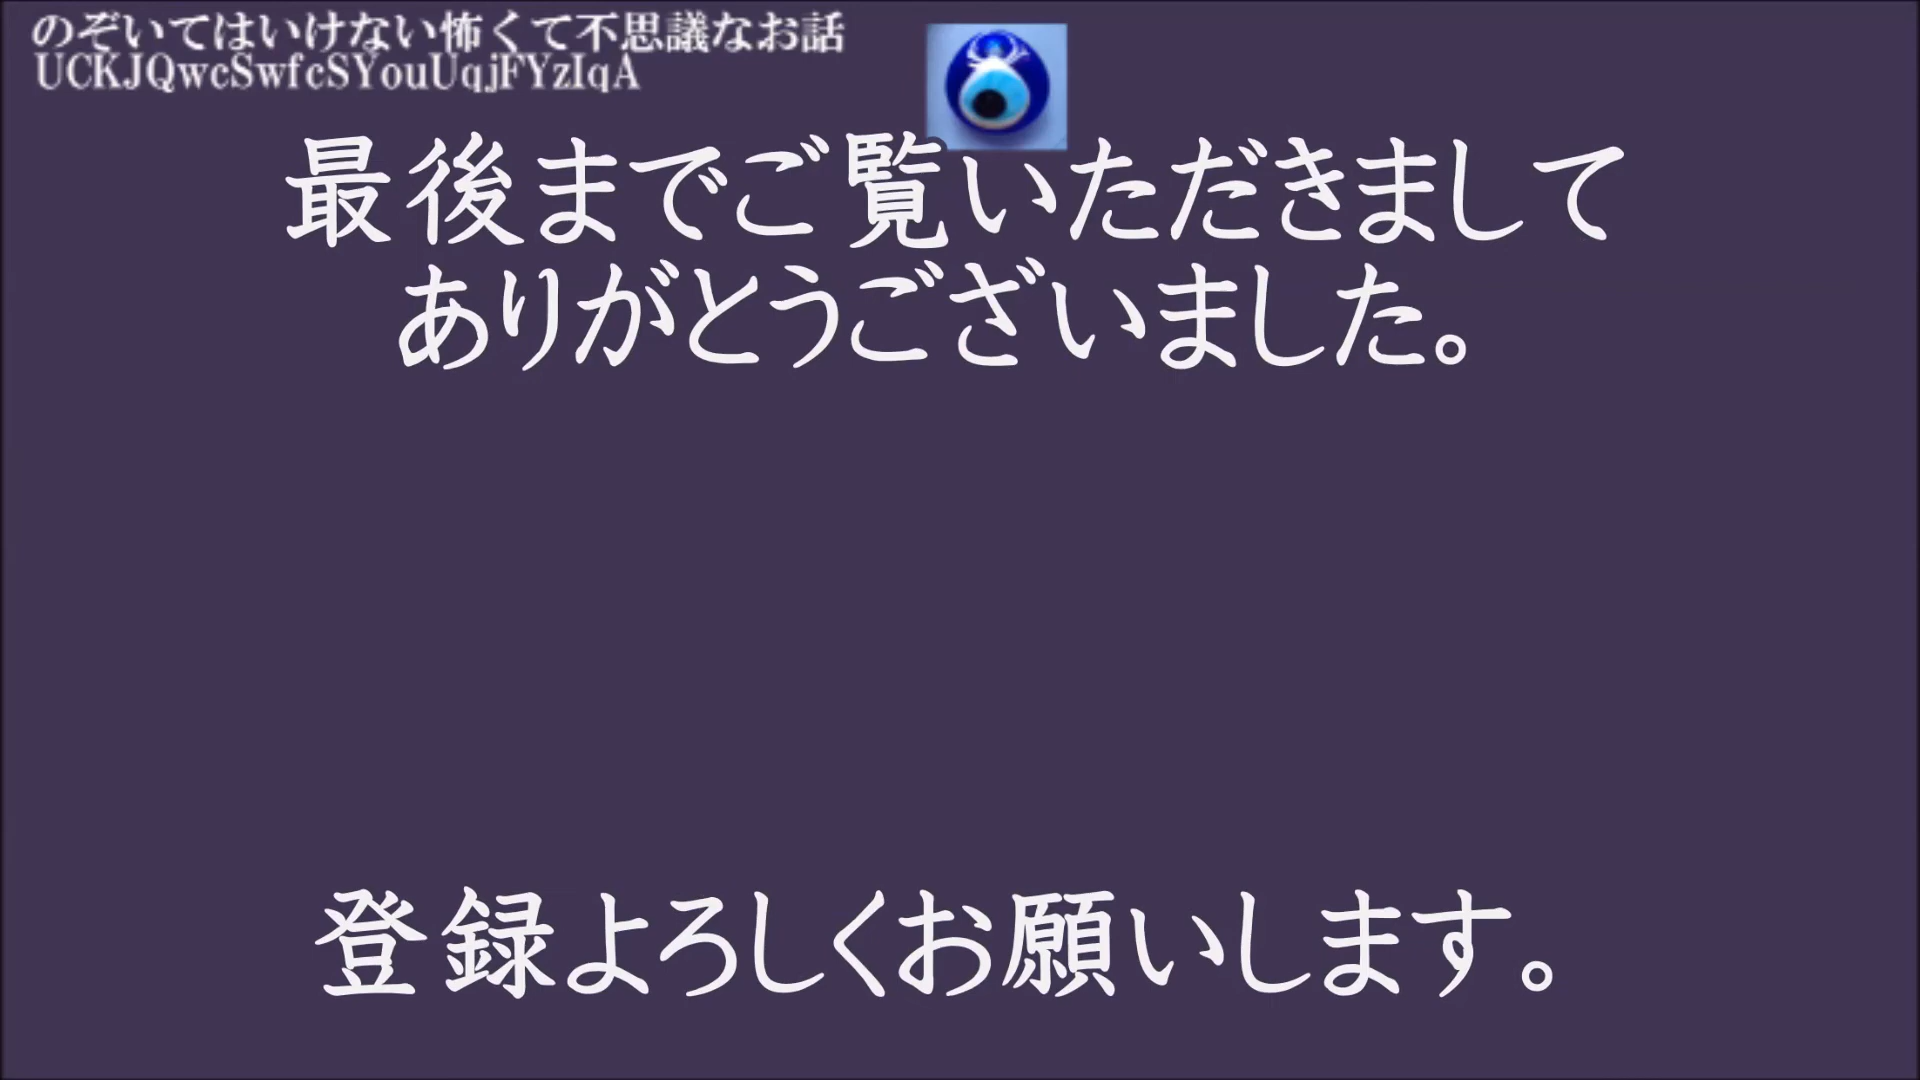 のぞいてはいけない怖くて不思議なお話
UCKJQwcSwfcSYouUqjFYzIqA
最後までご覧いただきまして
ありがとうございました。
登録よろしくお願いします。